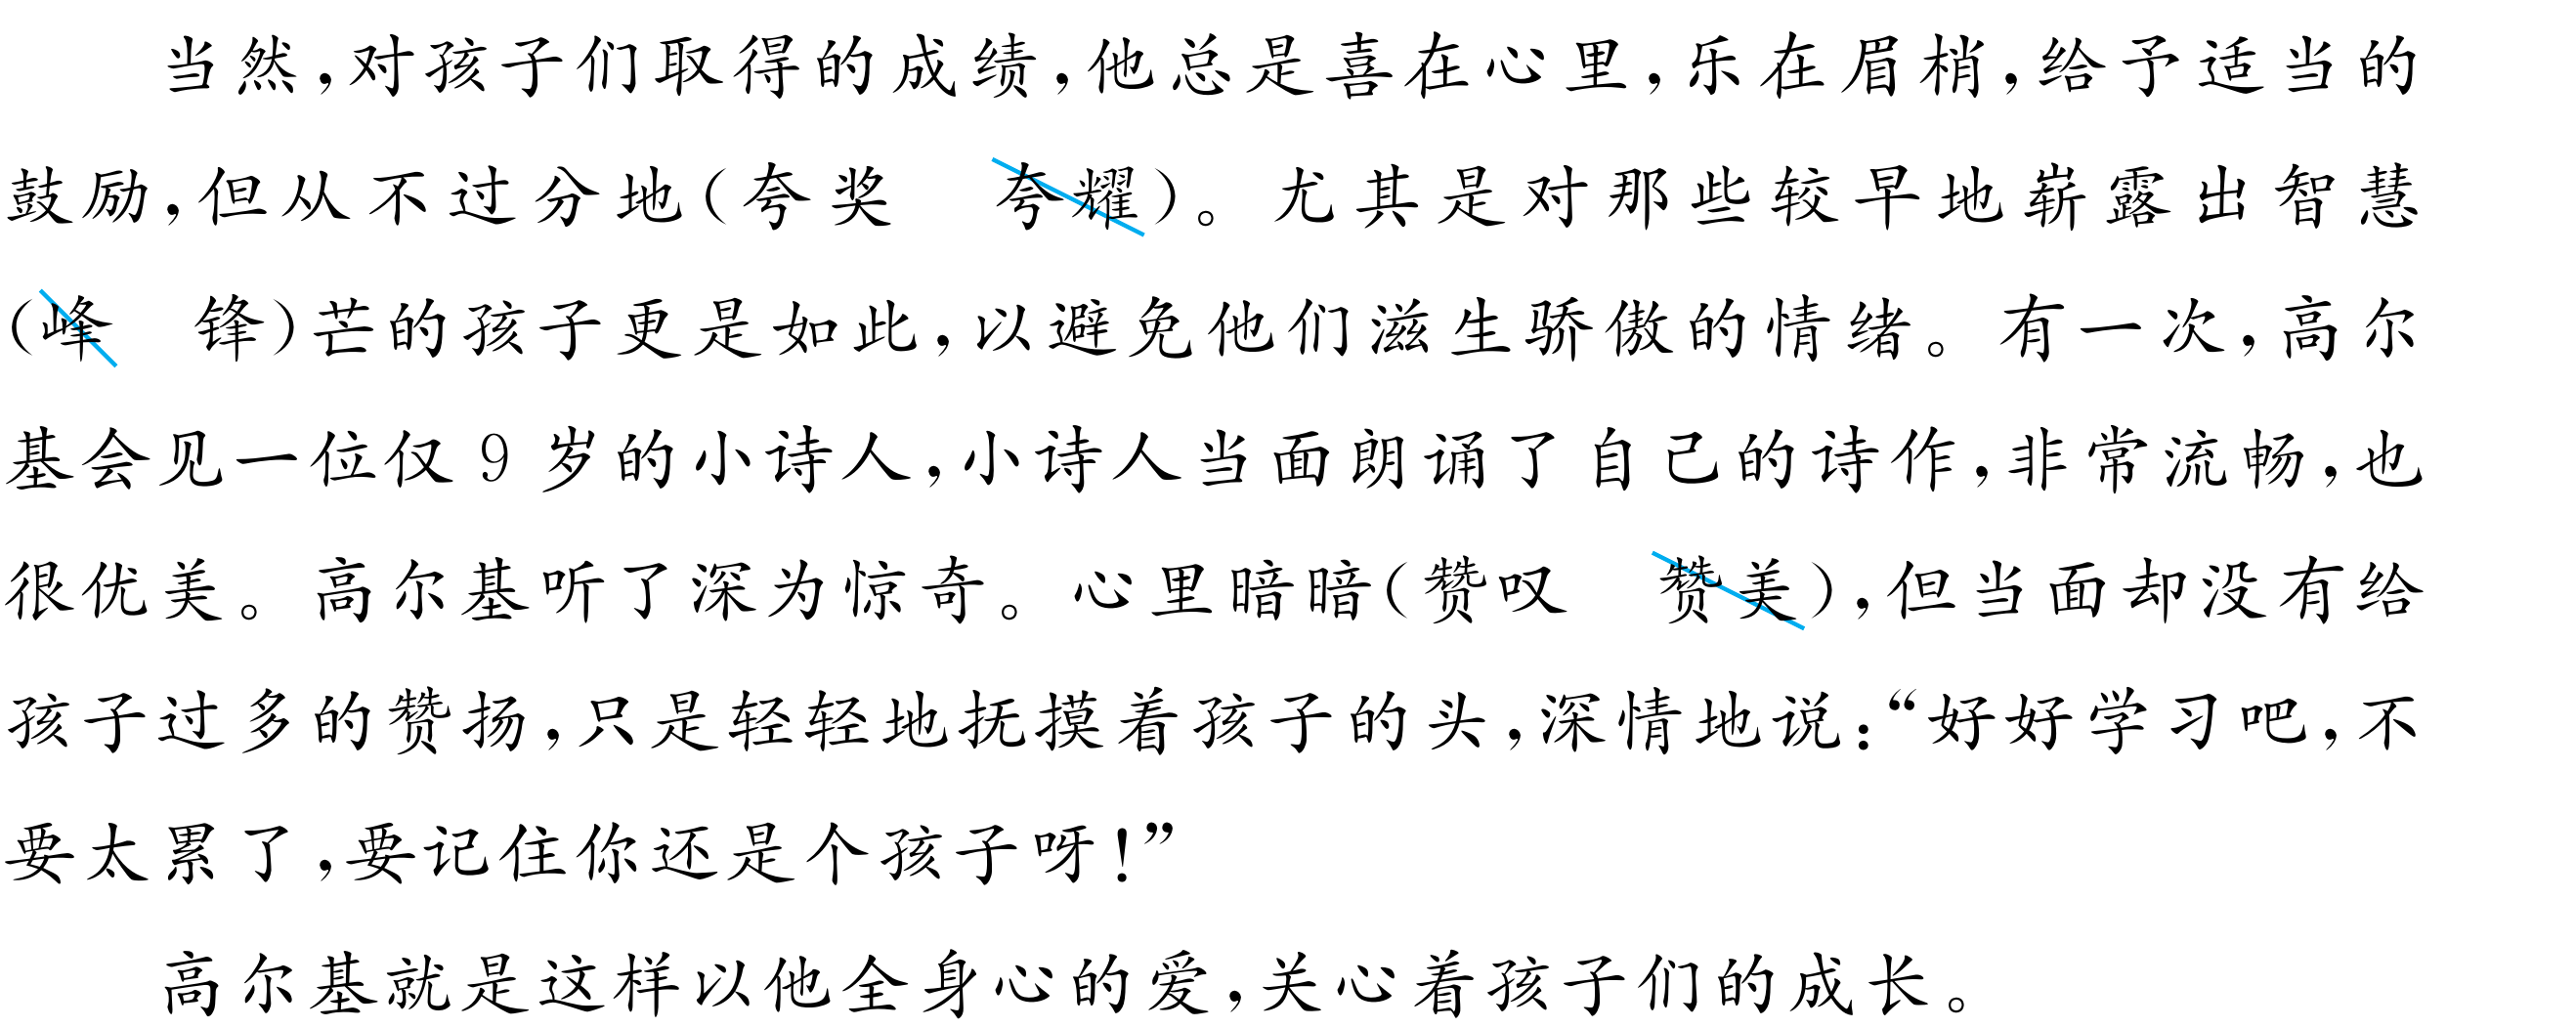 当然,对孩子们取得的成绩,他总是喜在心里,乐在眉梢,给予适当的
鼓励,但从不过分地(夸奖　夸耀)。尤其是对那些较早地崭露出智慧
(峰　锋)芒的孩子更是如此,以避免他们滋生骄傲的情绪。有一次,高尔
基会见一位仅 9 岁的小诗人,小诗人当面朗诵了自己的诗作,非常流畅,也
很优美。高尔基听了深为惊奇。心里暗暗(赞叹　赞美),但当面却没有给
孩子过多的赞扬,只是轻轻地抚摸着孩子的头,深情地说:“好好学习吧,不
要太累了,要记住你还是个孩子呀!”
高尔基就是这样以他全身心的爱,关心着孩子们的成长。